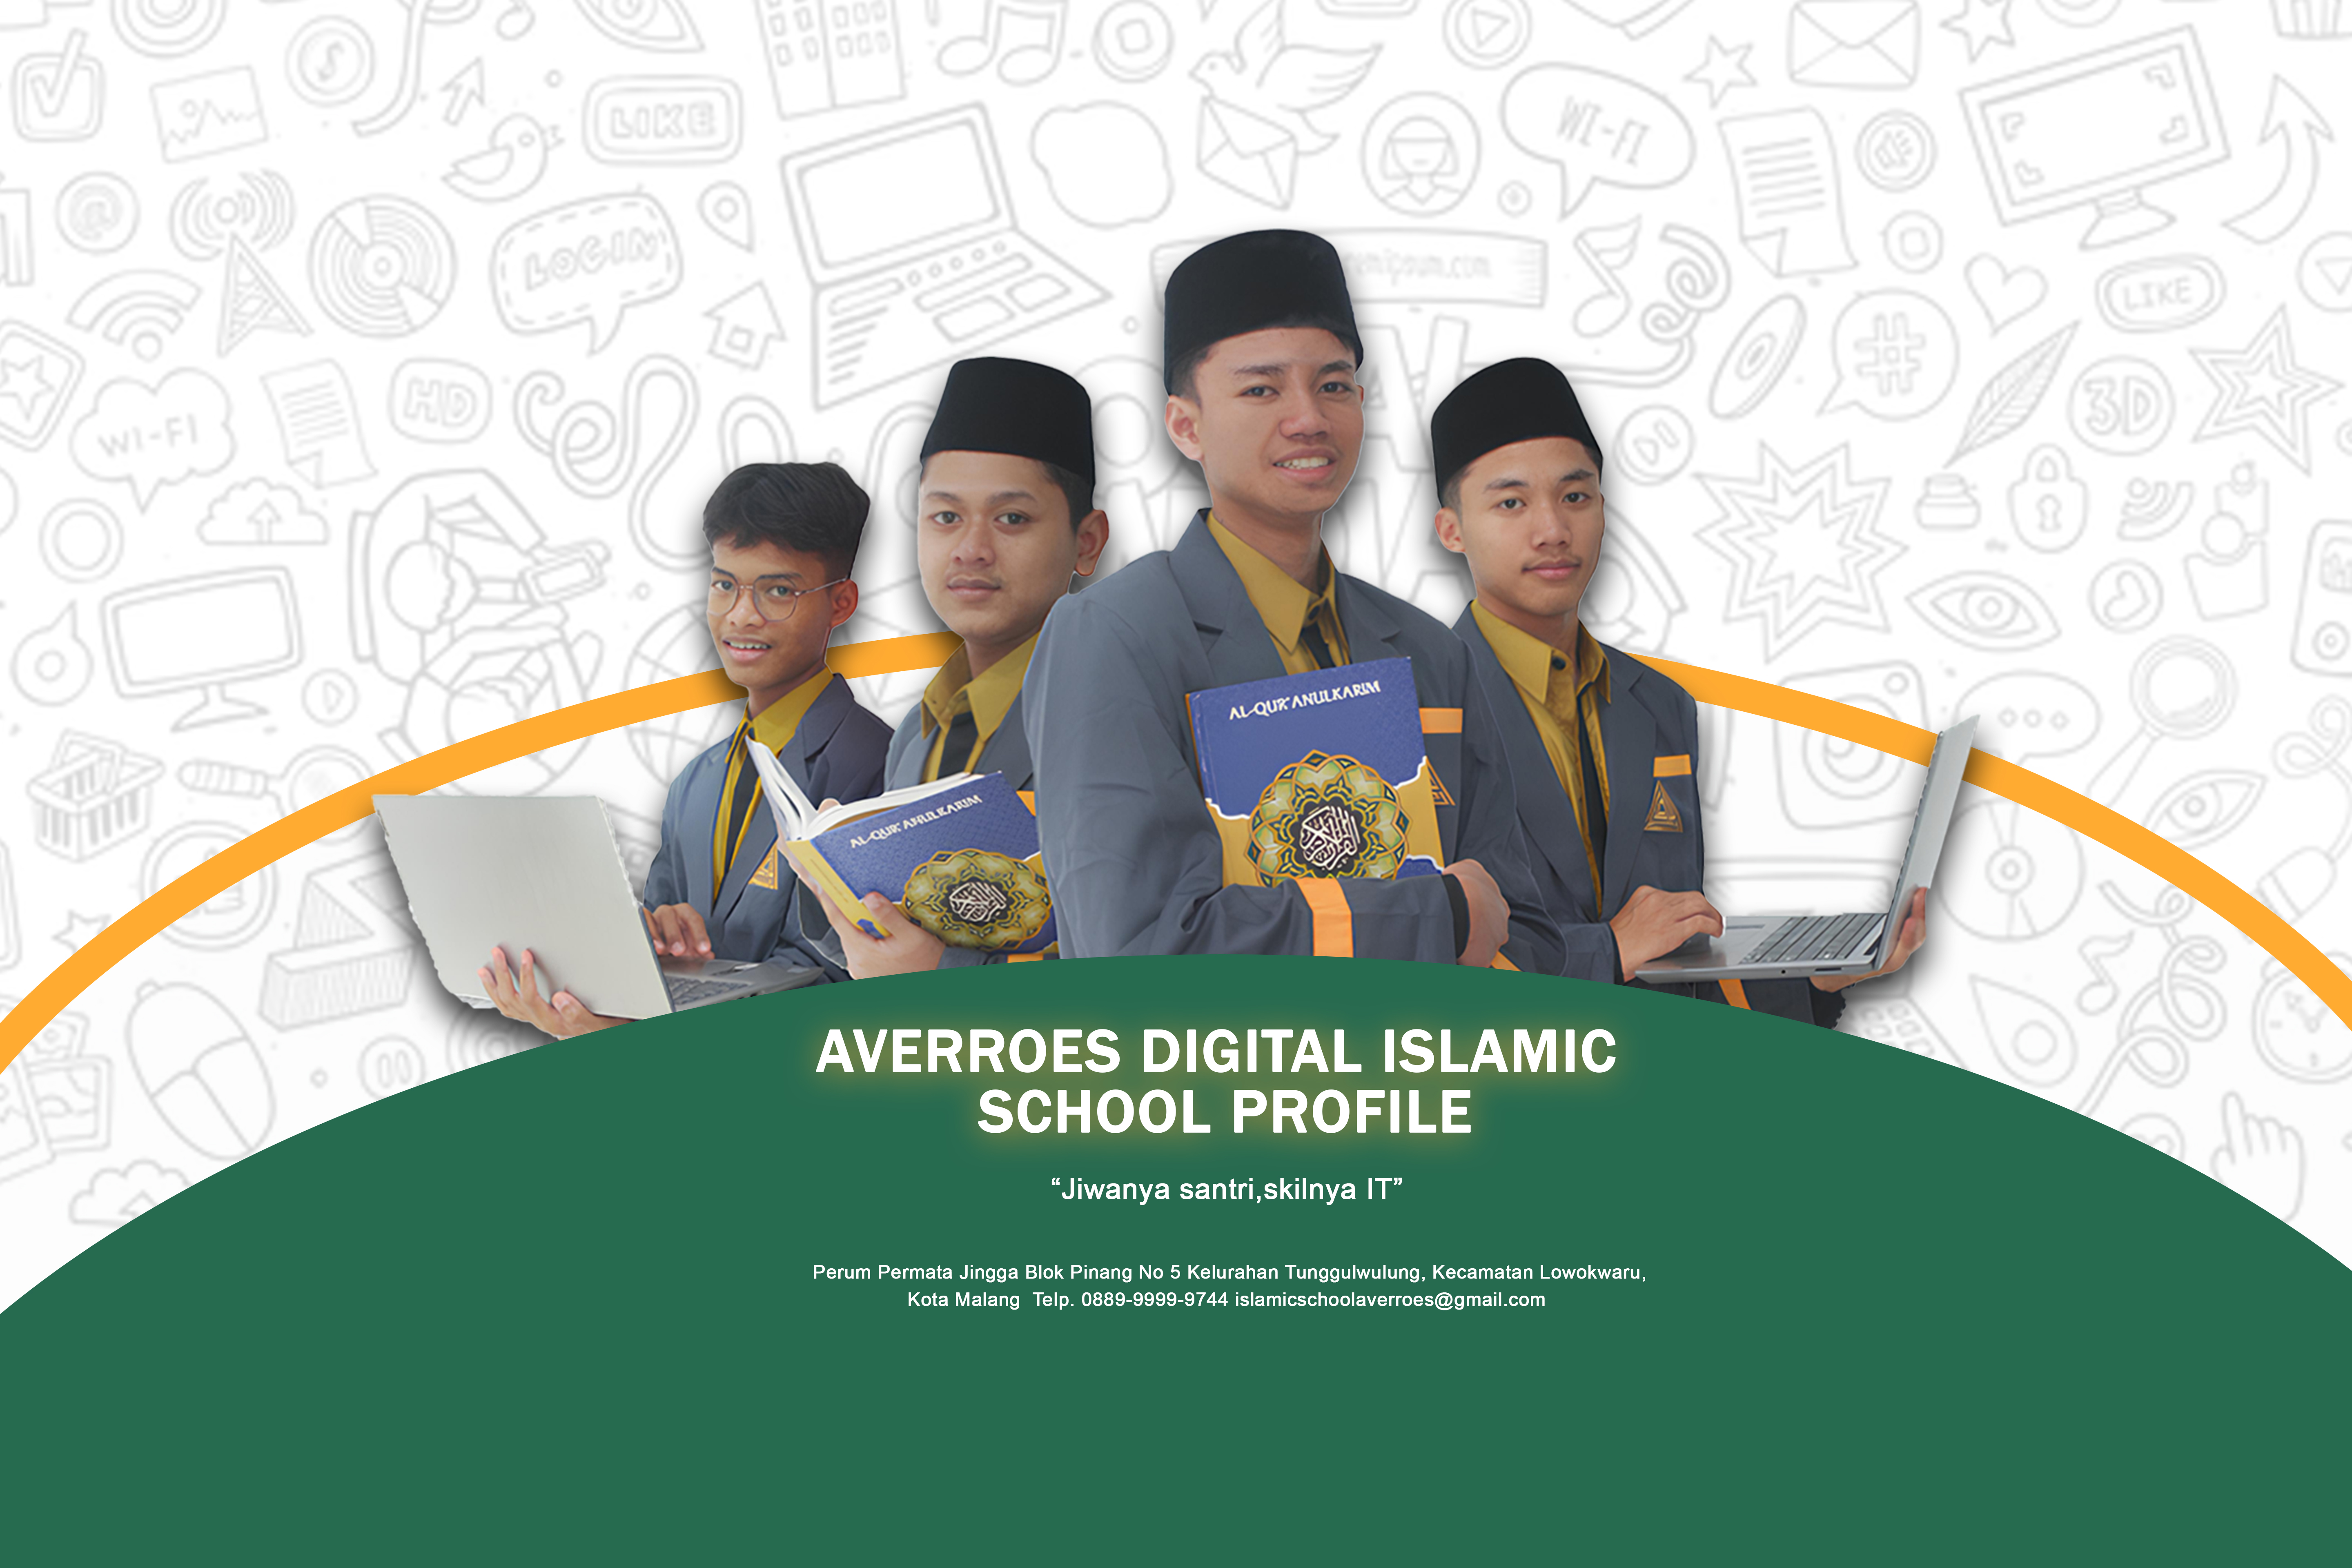 LIKE
WI-FI
LOGIN
LIKE
HD
3D
WI-FI
AL-QUR'ANULKARIM
AL-QUR'ANULKARIM
AVERROES DIGITAL ISLAMIC
SCHOOL PROFILE
“Jiwanya santri,skilnya IT”
Perum Permata Jingga Blok Pinang No 5 Kelurahan Tunggulwulung, Kecamatan Lowokwaru,
Kota Malang  Telp. 0889-9999-9744 islamicschoolaverroes@gmail.com